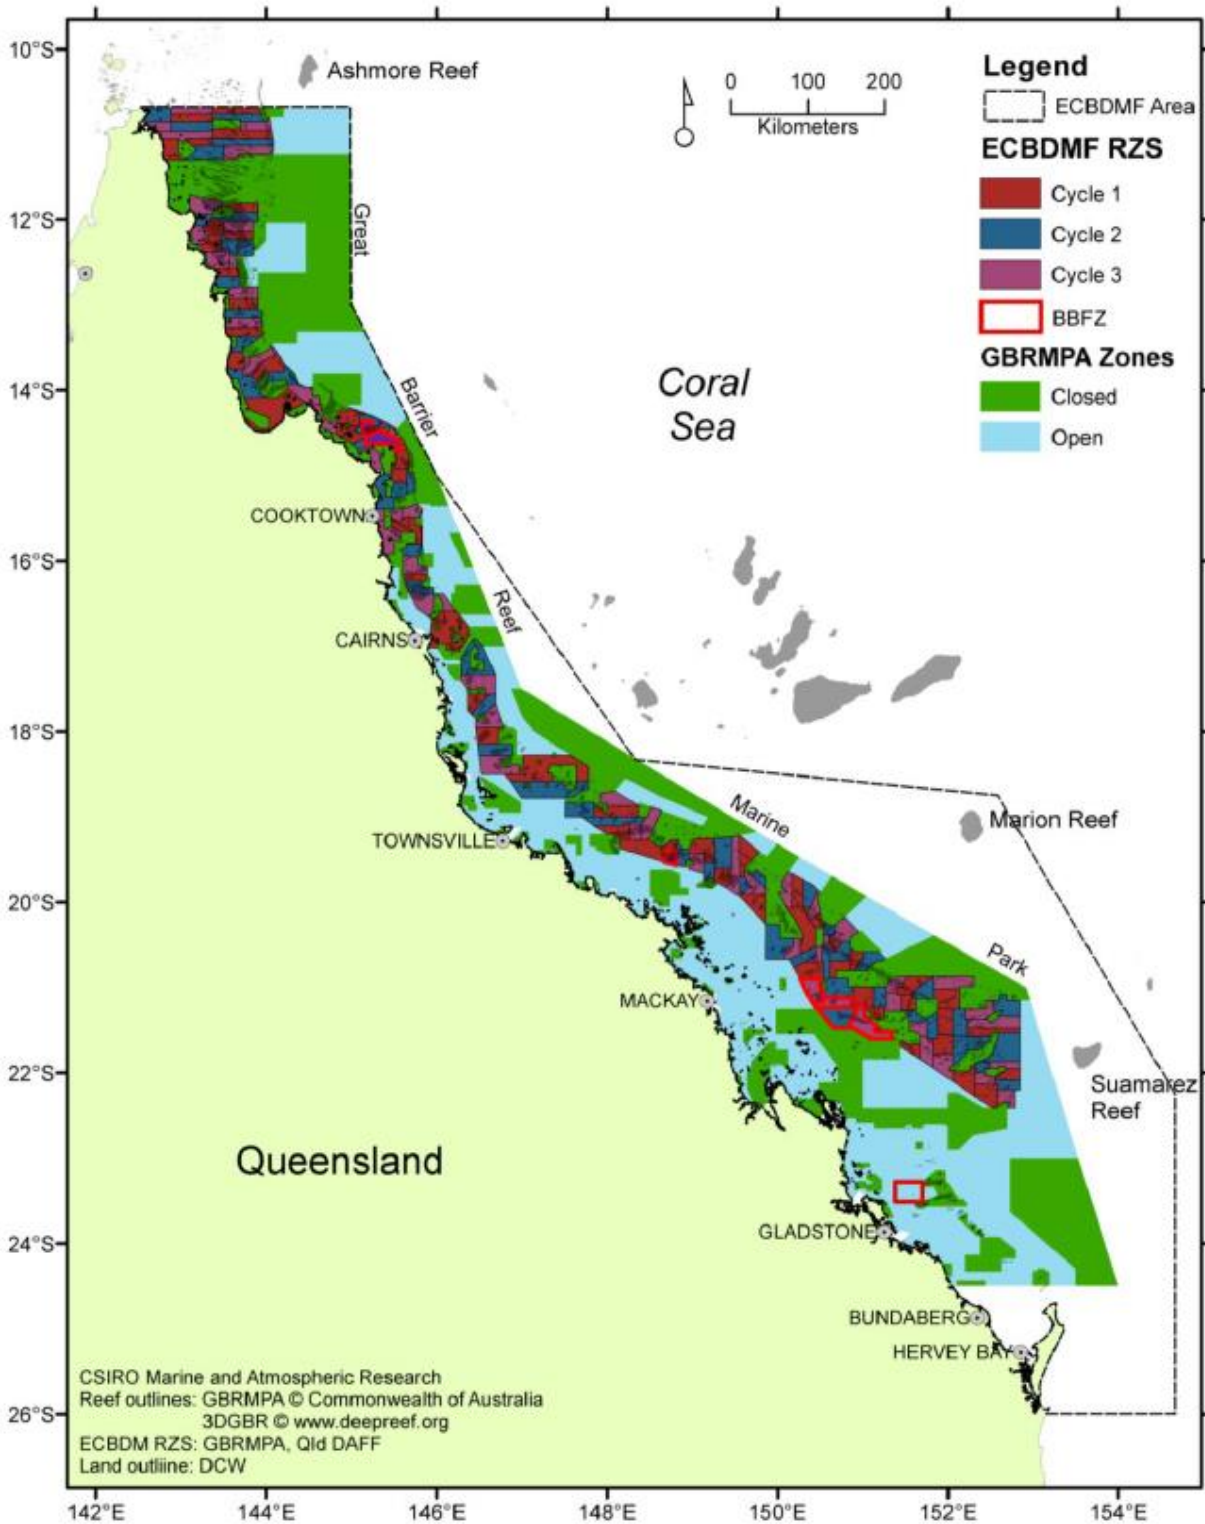 10°S
12°S
14°S
16°S
18°S
20°S
22°S
24°S
26°S
142°E
144°E
146°E
148°E
150°E
152°E
154°E
Ashmore Reef
0 100 200
Kilometers
Legend
ECBDMF Area
ECBDMF RZS
Cycle 1
Cycle 2
Cycle 3
BBFZ
GBRMPA Zones
Closed
Open
Great
Barrier
Reef
Marine
Park
Coral
Sea
COOKTOWN
CAIRNS
TOWNSVILLE
MACKAY
GLADSTONE
BUNDABERG
HERVEY BAY
Marion Reef
Suamarez
Reef
Queensland
CSIRO Marine and Atmospheric Research
Reef outlines: GBRMPA © Commonwealth of Australia
3DGBR © www.deepreef.org
ECBDM RZS: GBRMPA, Qld DAFF
Land outliine: DCW